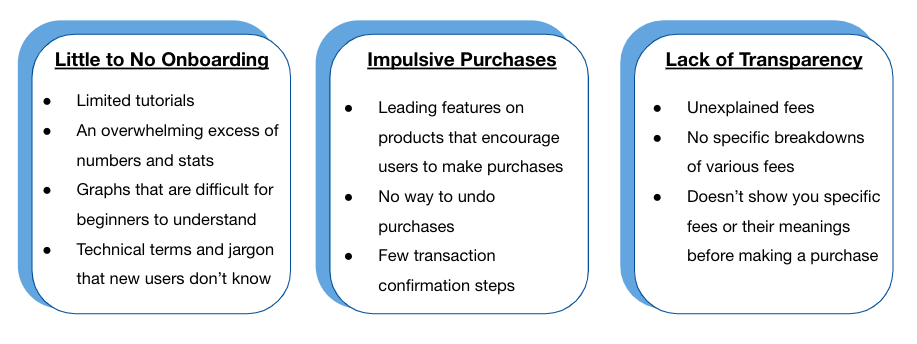 Little to No Onboarding
● Limited tutorials
● An overwhelming excess of
numbers and stats
● Graphs that are difficult for
beginners to understand
● Technical terms and jargon
that new users don’t know
Impulsive Purchases
● Leading features on
products that encourage
users to make purchases
● No way to undo
purchases
● Few transaction
confirmation steps
Lack of Transparency
● Unexplained fees
● No specific breakdowns
of various fees
● Doesn’t show you specific
fees or their meanings
before making a purchase